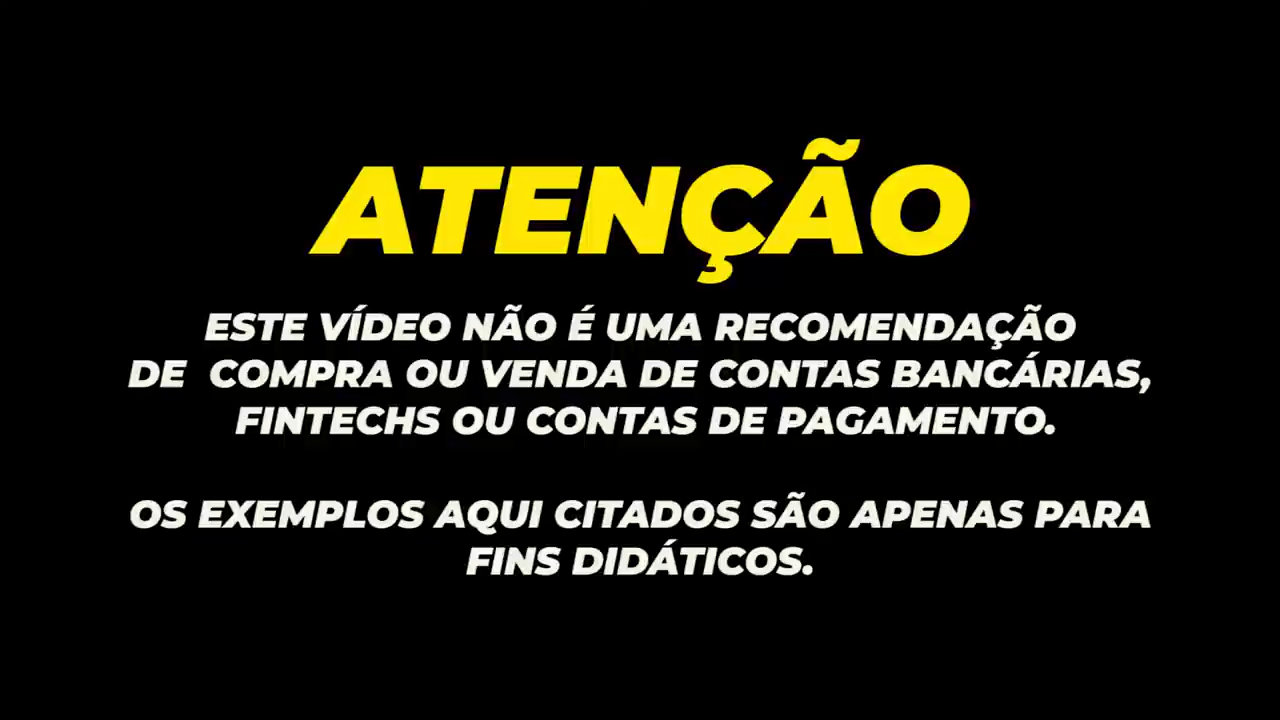 ATENÇÃO
ESTE VÍDEO NÃO É UMA RECOMENDAÇÃO
DE COMPRA OU VENDA DE CONTAS BANCÁRIAS,
FINTECHS OU CONTAS DE PAGAMENTO.
OS EXEMPLOS AQUI CITADOS SÃO APENAS PARA
FINS DIDÁTICOS.